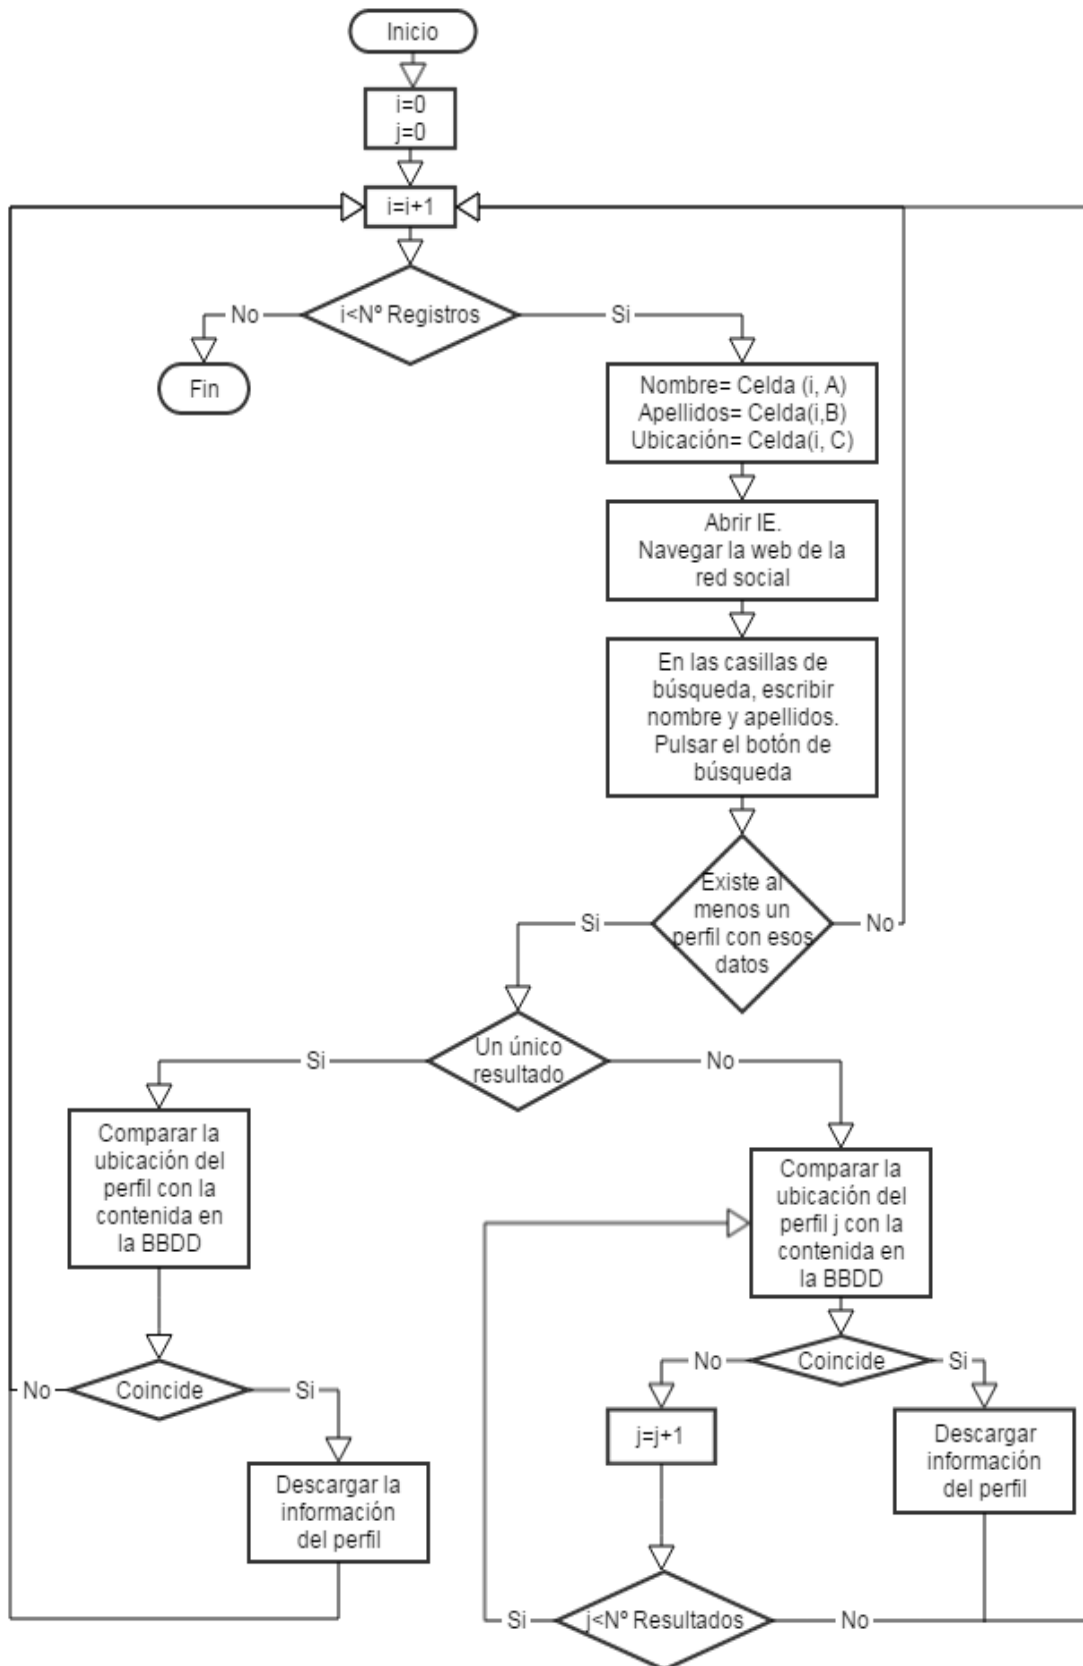 Inicio
i=0
j=0
i=i+1
i<Nº Registros
No
Si
Fin
Nombre= Celda (i, A)
Apellidos= Celda(i,B)
Ubicación= Celda(i, C)
Abrir IE.
Navegar la web de la
red social
En las casillas de
búsqueda, escribir
nombre y apellidos.
Pulsar el botón de
búsqueda
Existe al
menos un
perfil con esos
datos
Si
No
Un único
resultado
Si
No
Comparar la
ubicación del
perfil con la
contenida en
la BBDD
Coincide
No
Si
Descargar la
información
del perfil
Comparar la
ubicación del
perfil j con la
contenida en
la BBDD
Coincide
No
Si
j=j+1
Descargar
información
del perfil
j<Nº Resultados
Si
No